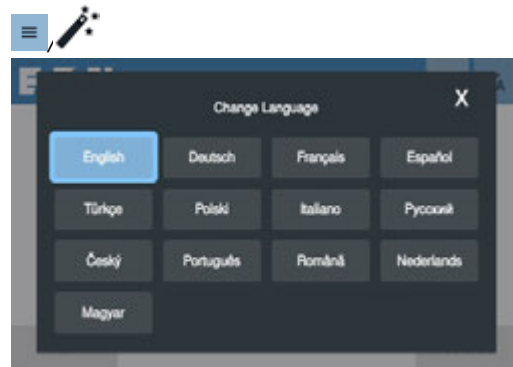 Change Language
X
English Deutsch Français Español
Türkçe Polski Italiano Русский
Český Português Română Nederlands
Magyar